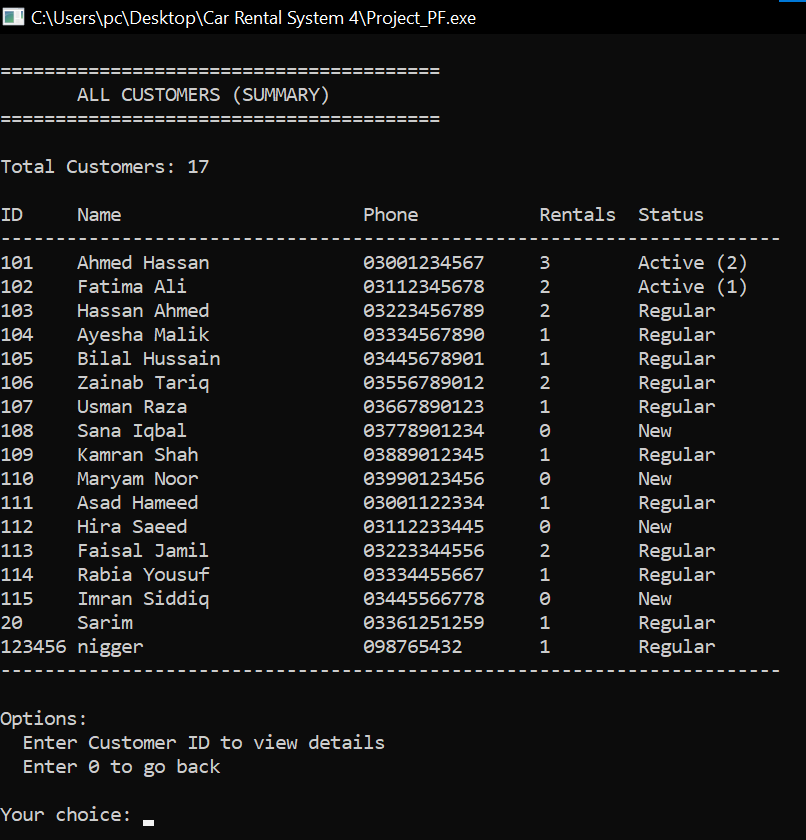 C:\Users\pc\Desktop\Car Rental System 4\Project_PF.exe
========================================
       ALL CUSTOMERS (SUMMARY)
========================================
Total Customers: 17
ID     Name                      Phone           Rentals  Status
-----------------------------------------------------------------------
101    Ahmed Hassan              03001234567     3        Active (2)
102    Fatima Ali                03112345678     2        Active (1)
103    Hassan Ahmed              03223456789     2        Regular
104    Ayesha Malik              03334567890     1        Regular
105    Bilal Hussain             03445678901     1        Regular
106    Zainab Tariq              03556789012     2        Regular
107    Usman Raza                03667890123     1        Regular
108    Sana Iqbal                03778901234     0        New
109    Kamran Shah               03889012345     1        Regular
110    Maryam Noor               03990123456     0        New
111    Asad Hameed               03001122334     1        Regular
112    Hira Saeed                03112233445     0        New
113    Faisal Jamil              03223344556     2        Regular
114    Rabia Yousuf              03334455667     1        Regular
115    Imran Siddiq              03445566778     0        New
20     Sarim                     03361251259     1        Regular
123456 nigger                    098765432       1        Regular
-----------------------------------------------------------------------
Options:
  Enter Customer ID to view details
  Enter 0 to go back
Your choice: _